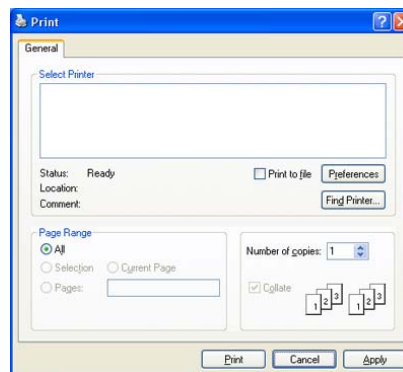 Print
General
Select Printer
Status: Ready
Print to file
Preferences
Location:
Comment:
Find Printer...
Page Range
All
Selection
Current Page
Pages:
Number of copies: 1
Collate
1 2 3 1 2 3
Print Cancel Apply